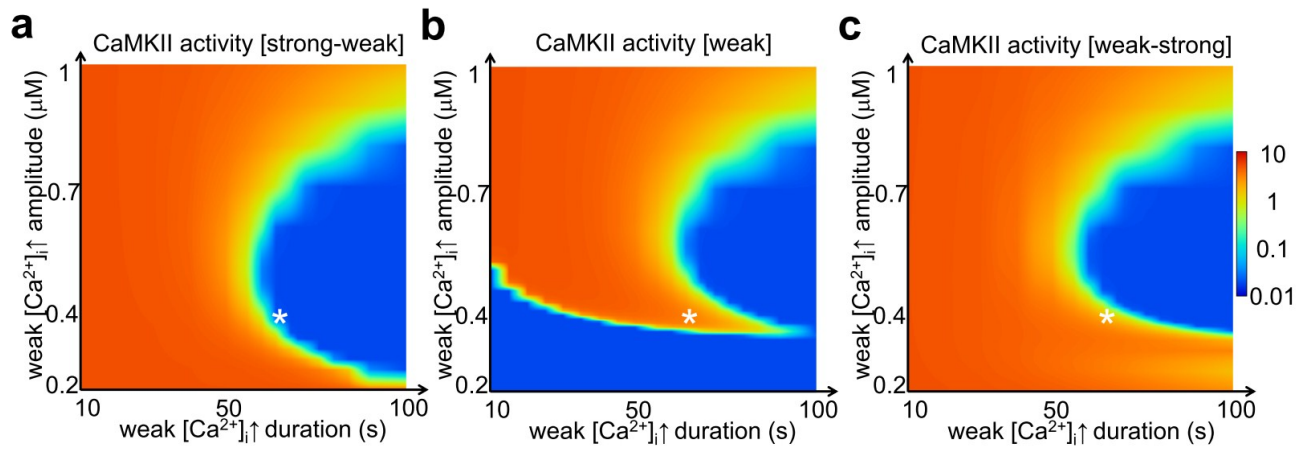 a
CaMKII activity [strong-weak]
weak [Ca²⁺]ᵢ↑ amplitude (μM)
1
0.7
0.4
0.2
*
10
50
100
weak [Ca²⁺]ᵢ↑ duration (s)
b
CaMKII activity [weak]
weak [Ca²⁺]ᵢ↑ amplitude (μM)
1
0.7
0.4
0.2
*
10
50
100
weak [Ca²⁺]ᵢ↑ duration (s)
c
CaMKII activity [weak-strong]
weak [Ca²⁺]ᵢ↑ amplitude (μM)
1
0.7
0.4
0.2
*
10
50
100
weak [Ca²⁺]ᵢ↑ duration (s)
10
1
0.1
0.01